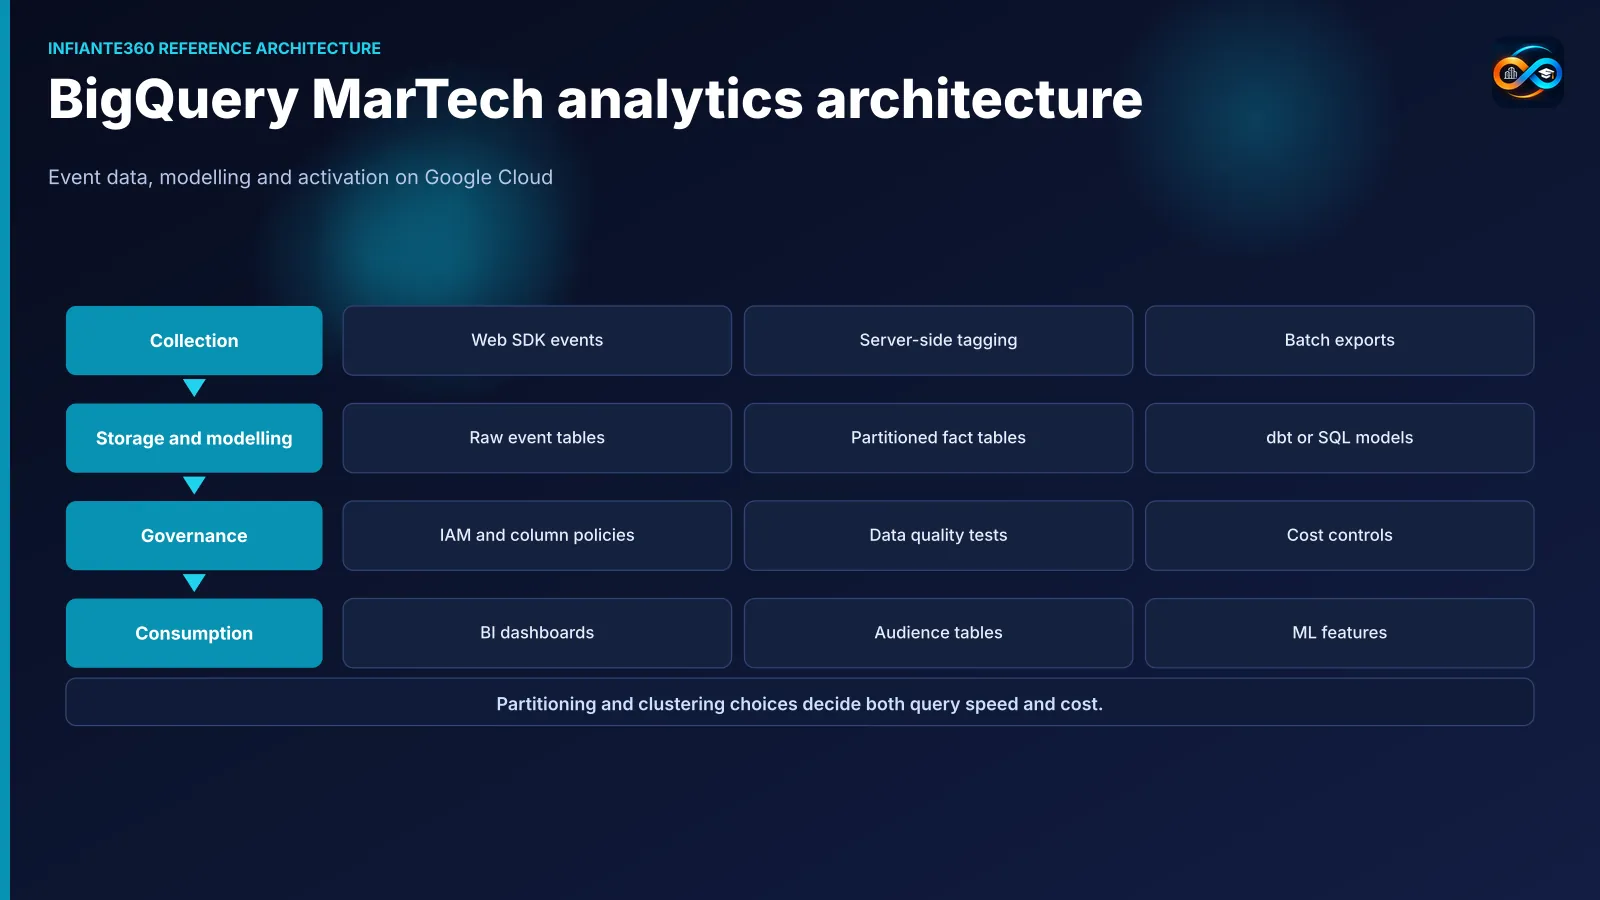 INFIANTE360 REFERENCE ARCHITECTURE
BigQuery MarTech analytics architecture
Event data, modelling and activation on Google Cloud
Collection
Web SDK events
Server-side tagging
Batch exports
Storage and modelling
Raw event tables
Partitioned fact tables
dbt or SQL models
Governance
IAM and column policies
Data quality tests
Cost controls
Consumption
BI dashboards
Audience tables
ML features
Partitioning and clustering choices decide both query speed and cost.